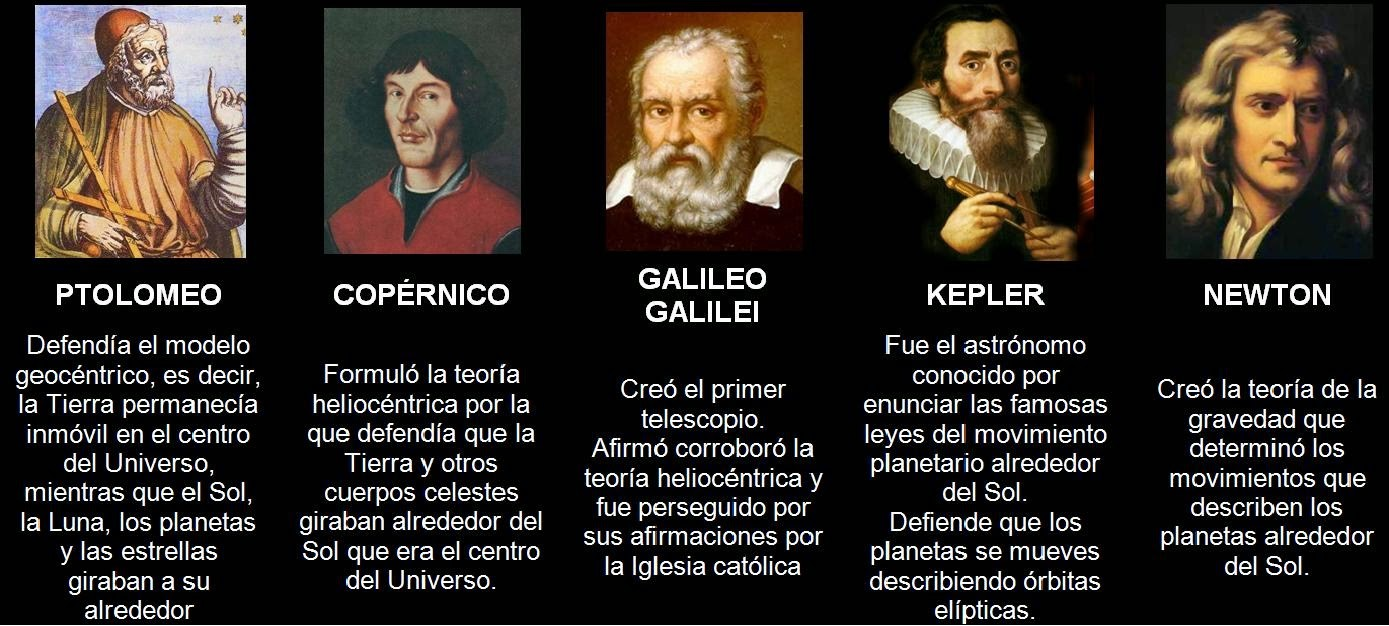 PTOLOMEO
Defendía el modelo
geocéntrico, es decir,
la Tierra permanecía
inmóvil en el centro
del Universo,
mientras que el Sol,
la Luna, los planetas
y las estrellas
giraban a su
alrededor
COPÉRNICO
Formuló la teoría
heliocéntrica por la
que defendía que la
Tierra y otros
cuerpos celestes
giraban alrededor del
Sol que era el centro
del Universo.
GALILEO
GALILEI
Creó el primer
telescopio.
Afirmó corroboró la
teoría heliocéntrica y
fue perseguido por
sus afirmaciones por
la Iglesia católica
KEPLER
Fue el astrónomo
conocido por
enunciar las famosas
leyes del movimiento
planetario alrededor
del Sol.
Defiende que los
planetas se mueves
describiendo órbitas
elípticas.
NEWTON
Creó la teoría de la
gravedad que
determinó los
movimientos que
describen los
planetas alrededor
del Sol.